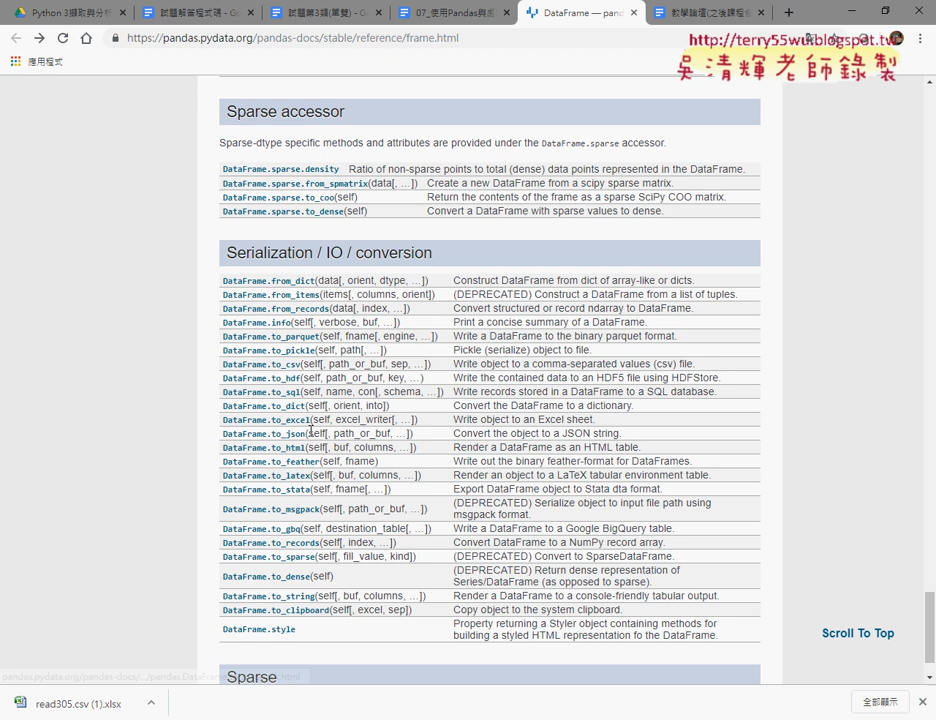 Python 3擷取與分析
試題解答程式碼 - Go
試題第3類(單雙) - Go
07_使用Pandas與處
DataFrame — pand
教學論壇(之後課程會
https://pandas.pydata.org/pandas-docs/stable/reference/frame.html
http://terry55wu.blogspot.tw
應用程式
吳清輝老師錄製
Sparse accessor
Sparse-dtype specific methods and attributes are provided under the DataFrame.sparse accessor.
DataFrame.sparse.density Ratio of non-sparse points to total (dense) data points represented in the DataFrame.
DataFrame.sparse.from_spmatrix(data[, …]) Create a new DataFrame from a scipy sparse matrix.
DataFrame.sparse.to_coo(self) Return the contents of the frame as a sparse SciPy COO matrix.
DataFrame.sparse.to_dense(self) Convert a DataFrame with sparse values to dense.
Serialization / IO / conversion
DataFrame.from_dict(data[, orient, dtype, …]) Construct DataFrame from dict of array-like or dicts.
DataFrame.from_items(items[, columns, orient]) (DEPRECATED) Construct a DataFrame from a list of tuples.
DataFrame.from_records(data[, index, …]) Convert structured or record ndarray to DataFrame.
DataFrame.info(self[, verbose, buf, …]) Print a concise summary of a DataFrame.
DataFrame.to_parquet(self, fname[, engine, …]) Write a DataFrame to the binary parquet format.
DataFrame.to_pickle(self, path[, …]) Pickle (serialize) object to file.
DataFrame.to_csv(self[, path_or_buf, sep, …]) Write object to a comma-separated values (csv) file.
DataFrame.to_hdf(self, path_or_buf, key, …) Write the contained data to an HDF5 file using HDFStore.
DataFrame.to_sql(self, name, con[, schema, …]) Write records stored in a DataFrame to a SQL database.
DataFrame.to_dict(self[, orient, into]) Convert the DataFrame to a dictionary.
DataFrame.to_excel(self, excel_writer[, …]) Write object to an Excel sheet.
DataFrame.to_json(self[, path_or_buf, …]) Convert the object to a JSON string.
DataFrame.to_html(self[, buf, columns, …]) Render a DataFrame as an HTML table.
DataFrame.to_feather(self, fname) Write out the binary feather-format for DataFrames.
DataFrame.to_latex(self[, buf, columns, …]) Render an object to a LaTeX tabular environment table.
DataFrame.to_stata(self, fname[, …]) Export DataFrame object to Stata dta format.
DataFrame.to_msgpack(self[, path_or_buf, …]) (DEPRECATED) Serialize object to input file path using
msgpack format.
DataFrame.to_gbq(self, destination_table[, …]) Write a DataFrame to a Google BigQuery table.
DataFrame.to_records(self[, index, …]) Convert DataFrame to a NumPy record array.
DataFrame.to_sparse(self[, fill_value, kind]) (DEPRECATED) Convert to SparseDataFrame.
DataFrame.to_dense(self) (DEPRECATED) Return dense representation of
Series/DataFrame (as opposed to sparse).
DataFrame.to_string(self[, buf, columns, …]) Render a DataFrame to a console-friendly tabular output.
DataFrame.to_clipboard(self[, excel, sep]) Copy object to the system clipboard.
DataFrame.style Property returning a Styler object containing methods for
building a styled HTML representation fo the DataFrame.
Scroll To Top
Sparse
read305.csv (1).xlsx
全部顯示